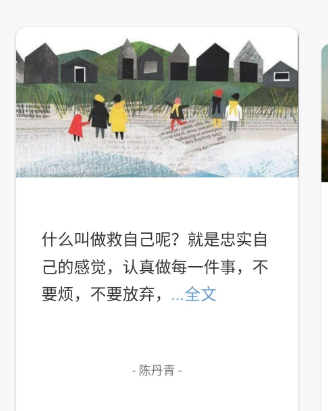 什么叫做救自己呢？就是忠实自
己的感觉，认真做每一件事，不
要烦，不要放弃，...全文
- 陈丹青 -